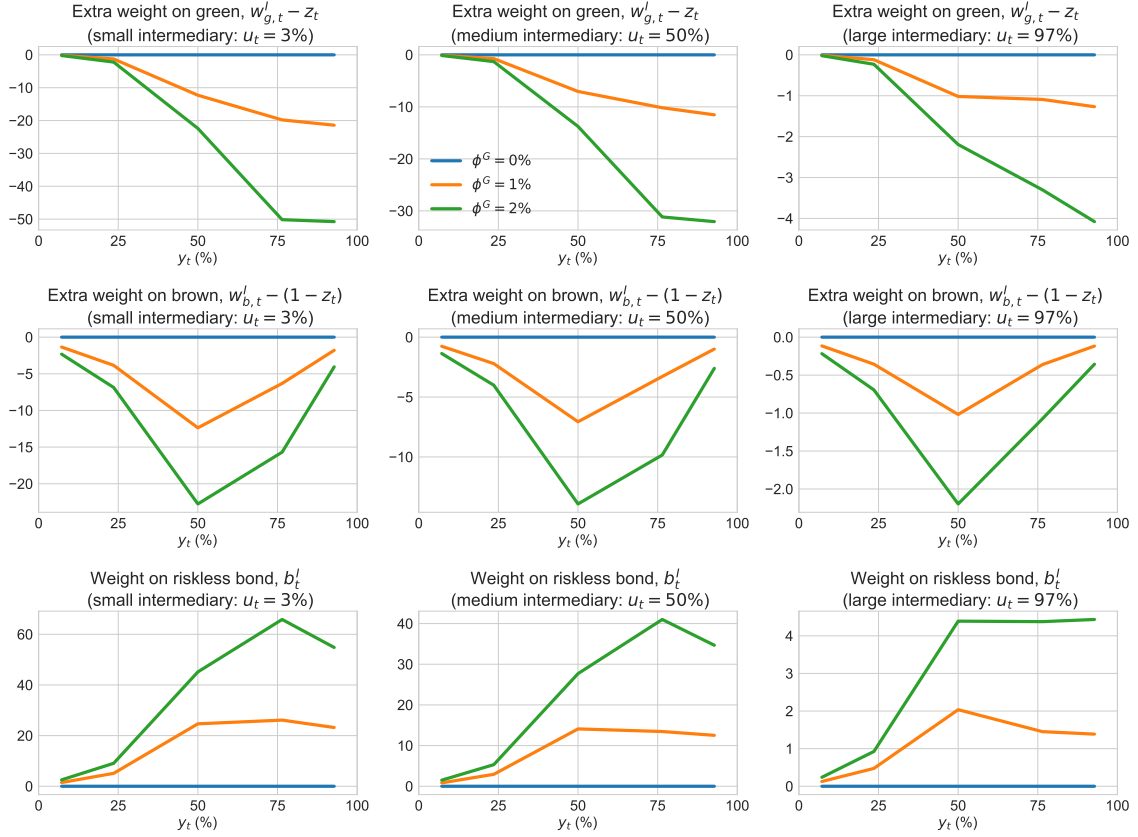 Extra weight on green, $w^I_{g,t} - z_t$
(small intermediary: $u_t = 3\%$)
0
−10
−20
−30
−40
−50
0 25 50 75 100
$y_t$ (%)
Extra weight on green, $w^I_{g,t} - z_t$
(medium intermediary: $u_t = 50\%$)
0
−10
−20
−30
$\phi^G = 0\%$
$\phi^G = 1\%$
$\phi^G = 2\%$
0 25 50 75 100
$y_t$ (%)
Extra weight on green, $w^I_{g,t} - z_t$
(large intermediary: $u_t = 97\%$)
0
−1
−2
−3
−4
0 25 50 75 100
$y_t$ (%)
Extra weight on brown, $w^I_{b,t} - (1 - z_t)$
(small intermediary: $u_t = 3\%$)
0
−5
−10
−15
−20
0 25 50 75 100
$y_t$ (%)
Extra weight on brown, $w^I_{b,t} - (1 - z_t)$
(medium intermediary: $u_t = 50\%$)
0
−5
−10
0 25 50 75 100
$y_t$ (%)
Extra weight on brown, $w^I_{b,t} - (1 - z_t)$
(large intermediary: $u_t = 97\%$)
0.0
−0.5
−1.0
−1.5
−2.0
0 25 50 75 100
$y_t$ (%)
Weight on riskless bond, $b^I_t$
(small intermediary: $u_t = 3\%$)
60
40
20
0
0 25 50 75 100
$y_t$ (%)
Weight on riskless bond, $b^I_t$
(medium intermediary: $u_t = 50\%$)
40
30
20
10
0
0 25 50 75 100
$y_t$ (%)
Weight on riskless bond, $b^I_t$
(large intermediary: $u_t = 97\%$)
4
3
2
1
0
0 25 50 75 100
$y_t$ (%)